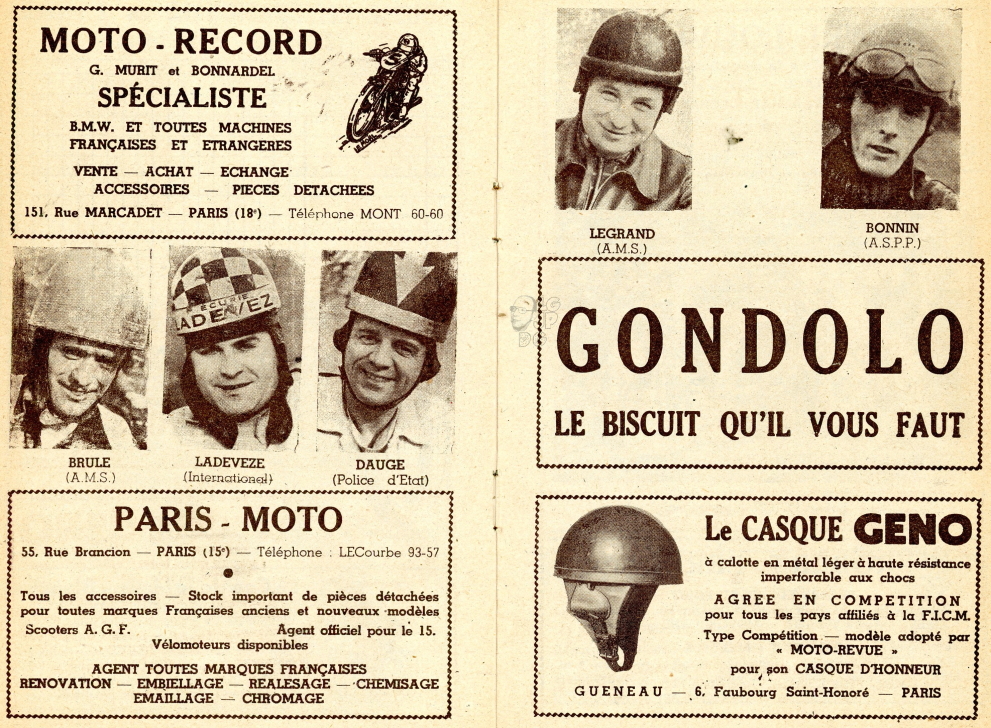 MOTO - RECORD
G. MURIT et BONNARDEL
SPÉCIALISTE
B.M.W. ET TOUTES MACHINES
FRANÇAISES ET ETRANGERES
VENTE — ACHAT — ECHANGE
ACCESSOIRES — PIECES DETACHEES
151, Rue MARCADET — PARIS (18e) — Téléphone MONT 60-60
ECURIE
LADEVEZ
BRULE
(A.M.S.)
LADEVEZE
(International)
DAUGE
(Police d'Etat)
PARIS - MOTO
55, Rue Brancion — PARIS (15e) — Téléphone : LECourbe 93-57
Tous les accessoires — Stock important de pièces détachées
pour toutes marques Françaises anciens et nouveaux modèles
Scooters A. G. F. Agent officiel pour le 15.
Vélomoteurs disponibles
AGENT TOUTES MARQUES FRANÇAISES
RENOVATION — EMBIELLAGE — REALESAGE — CHEMISAGE
EMAILLAGE — CHROMAGE
LEGRAND
(A.M.S.)
BONNIN
(A.S.P.P.)
GONDOLO
LE BISCUIT QU'IL VOUS FAUT
Le CASQUE GENO
à calotte en métal léger à haute résistance
imperforable aux chocs
AGREE EN COMPETITION
pour tous les pays affiliés à la F.I.C.M.
Type Compétition — modèle adopté par
« MOTO-REVUE »
pour son CASQUE D'HONNEUR
GUENEAU — 6, Faubourg Saint-Honoré — PARIS